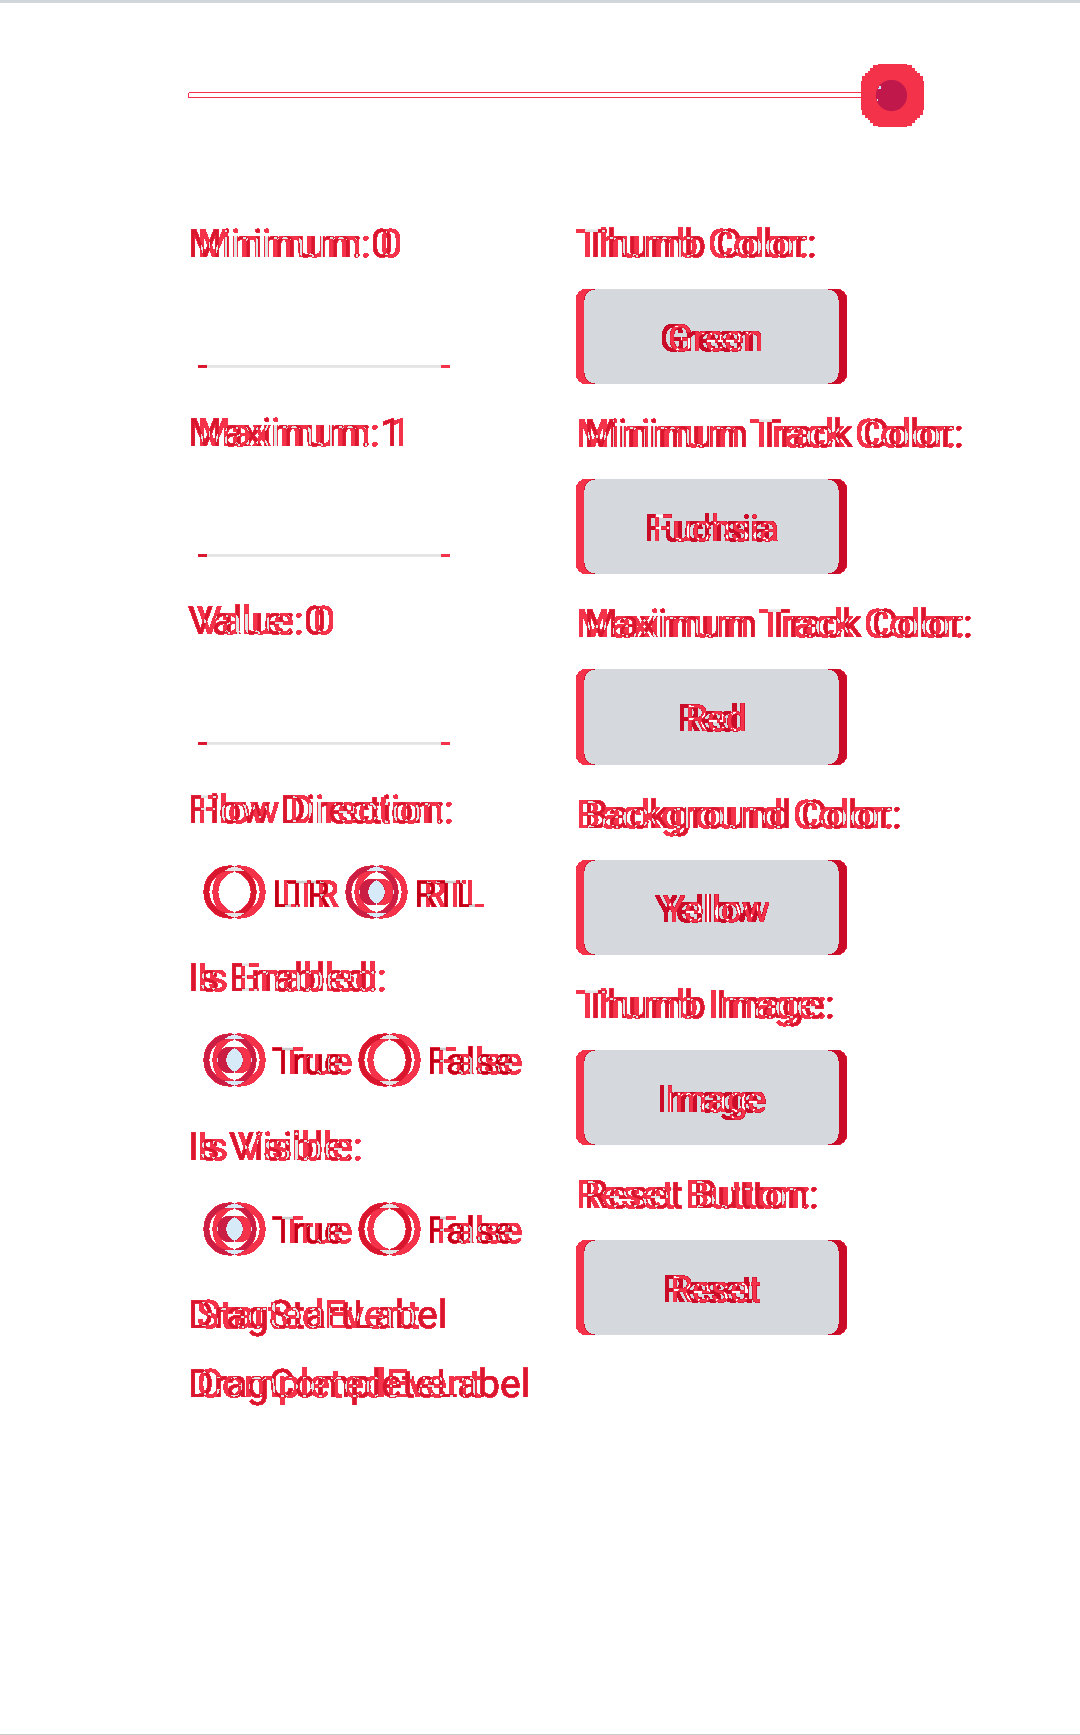 Minimum: 0
Maximum: 1
Value: 0
Flow Direction:
LTR RTL
Is Enabled:
True False
Is Visible:
True False
Thumb Color:
Green
Minimum Track Color:
Fuchsia
Maximum Track Color:
Red
Background Color:
Yellow
Thumb Image:
Image
Reset Button:
Reset